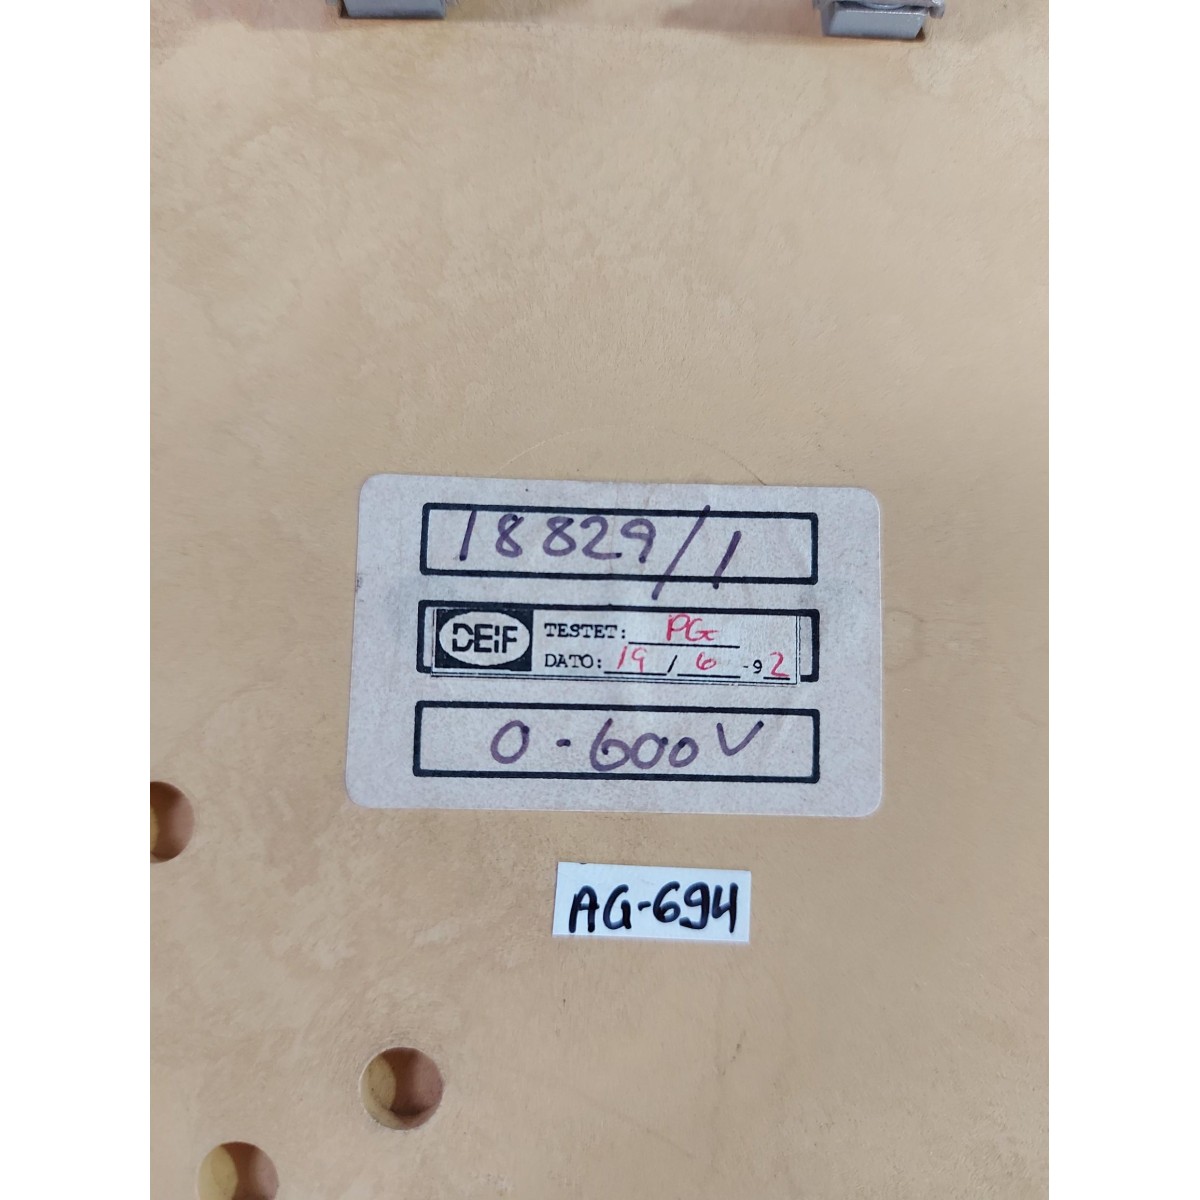 18829/1
DEIF
TESTET: PG
DATO: 19 / 6 -92
0-600V
AG-694